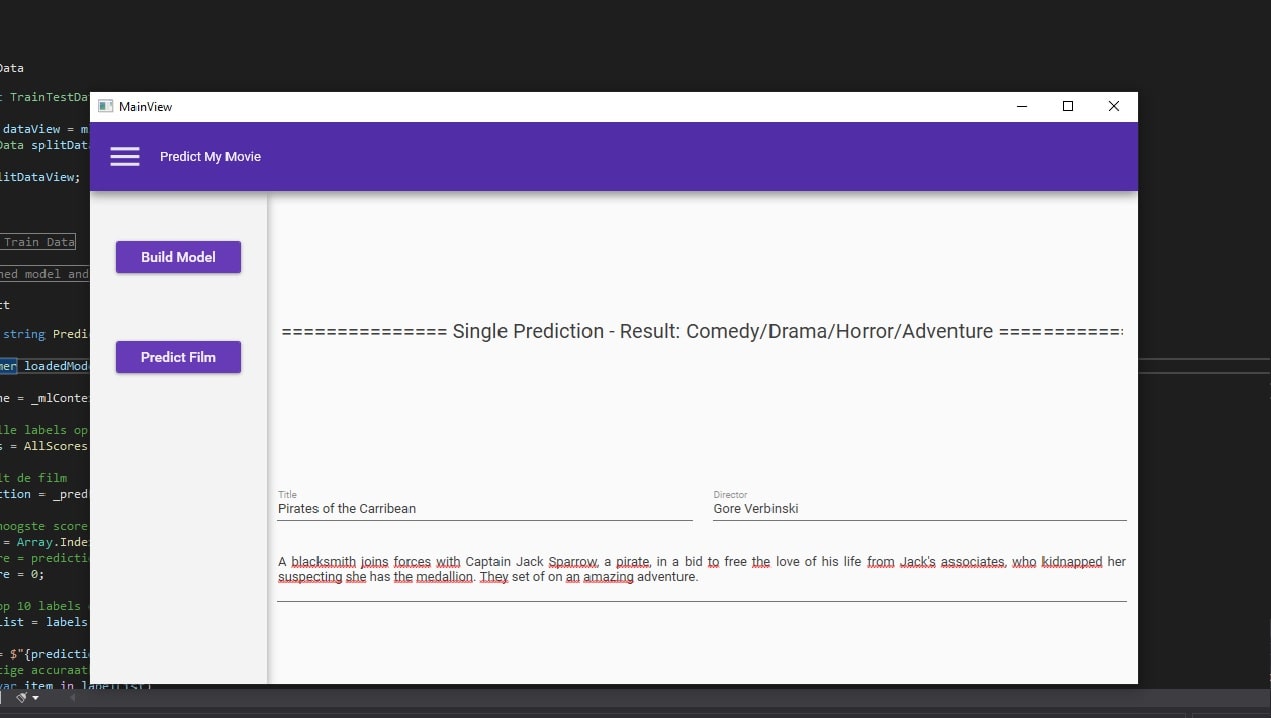 Data
TrainTestDa
MainView
dataView = m
Data splitDat
Predict My Movie
litDataView;
Train Data
Build Model
ned model and
ct
string Predi
=============== Single Prediction - Result: Comedy/Drama/Horror/Adventure ===========
Predict Film
mer loadedMod
ne = _mlConte
lle labels op
s = AllScores
lt de film
ction = _pred
Title
Director
Pirates of the Carribean
Gore Verbinski
hoogste score
= Array.Inde
re = predicti
A blacksmith joins forces with Captain Jack Sparrow, a pirate, in a bid to free the love of his life from Jack's associates, who kidnapped her
re = 0;
suspecting she has the medallion. They set of on an amazing adventure.
op 10 labels
List = labels
= $"{predicti
tige accuraat
var item in labelList)